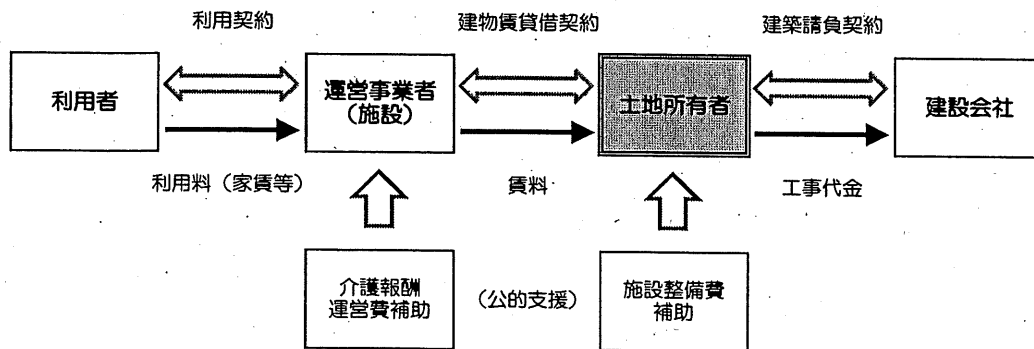 利用契約
建物賃貸借契約
建築請負契約
利用者
運営事業者
(施設)
土地所有者
建設会社
利用料(家賃等)
賃料
工事代金
介護報酬
運営費補助
(公的支援)
施設整備費
補助